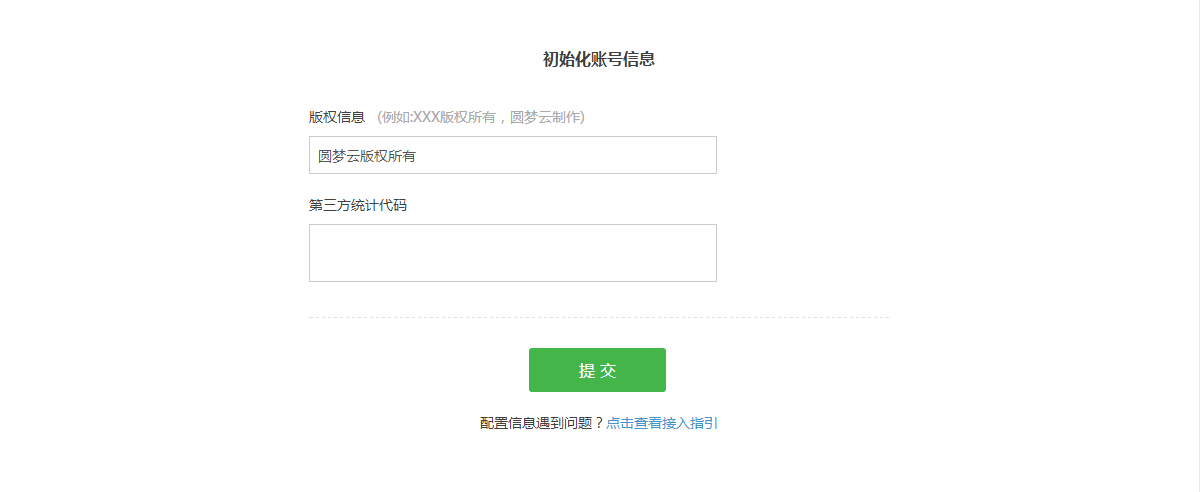 初始化账号信息
版权信息 (例如:XXX版权所有，圆梦云制作)
圆梦云版权所有
第三方统计代码
提 交
配置信息遇到问题？点击查看接入指引